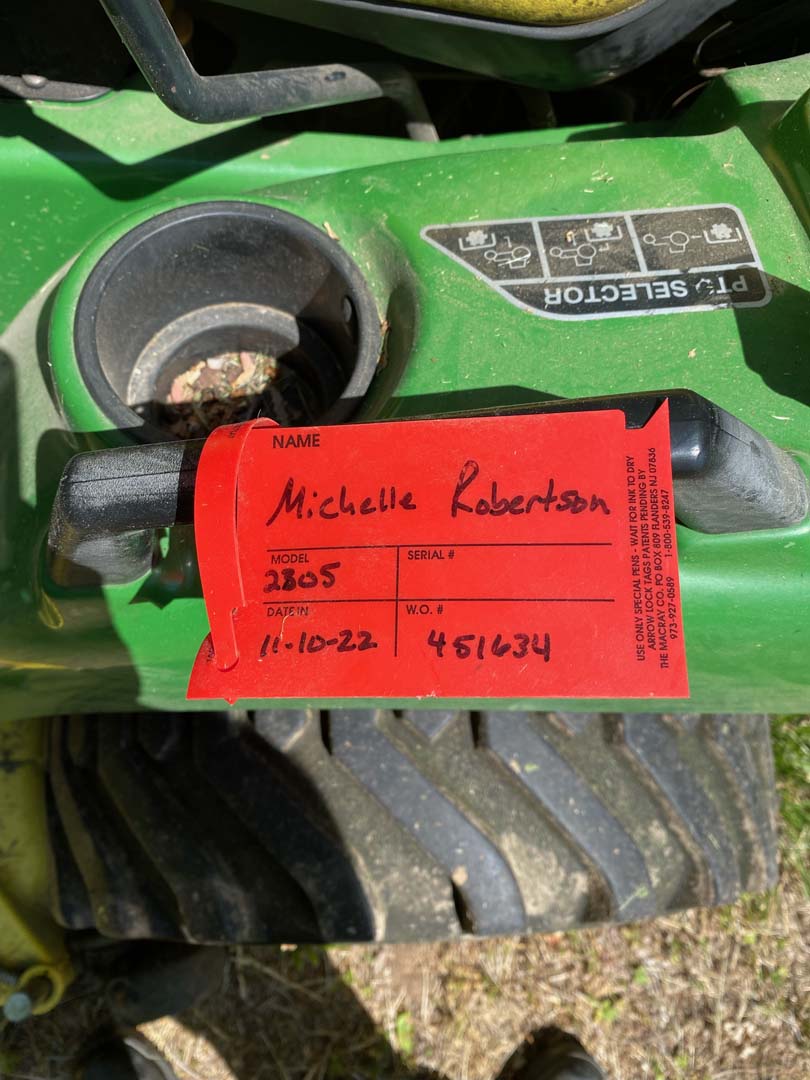 PTO SELECTOR
NAME
Michelle Robertson
MODEL
2305
SERIAL #
DATE IN
11-10-22
W.O. #
451634
USE ONLY SPECIAL PENS - WAIT FOR INK TO DRY
ARROW LOCK TAGS PATENTS PENDING BY
THE MACRAY CO. PO BOX 809 FLANDERS NJ 07836
973-927-0589 1-800-539-8247